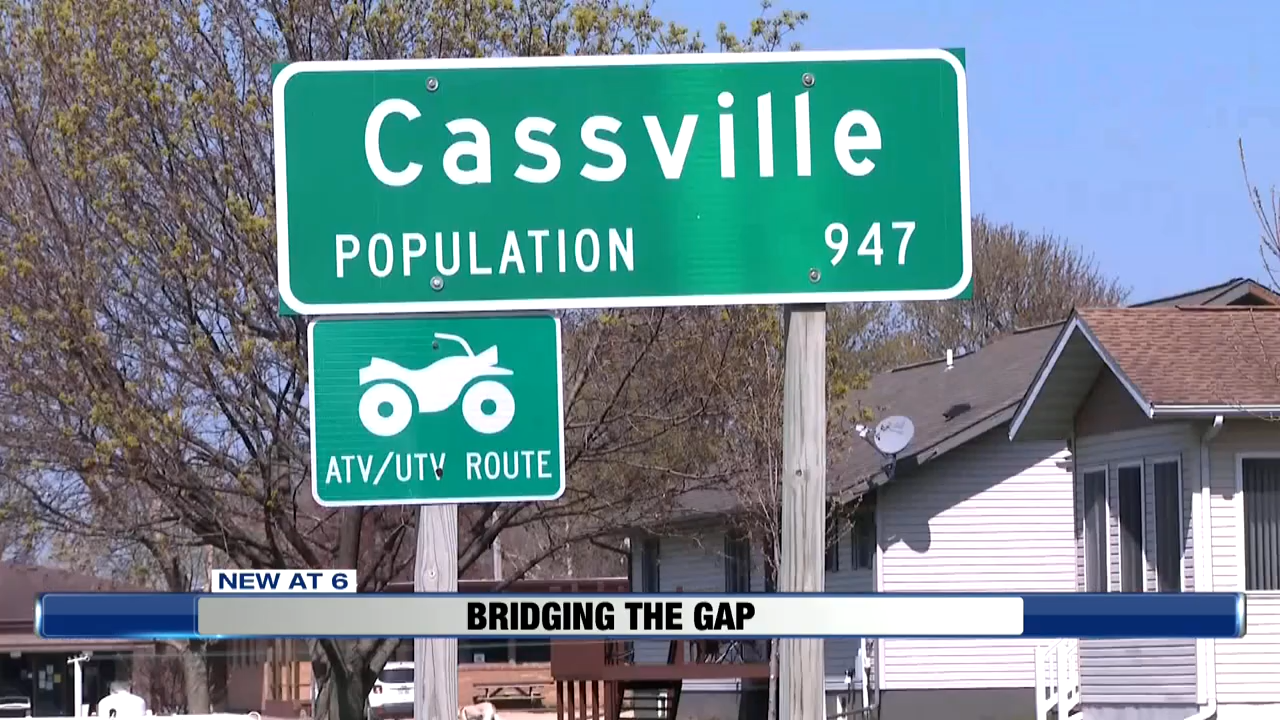 Cassville
POPULATION 947
ATV/UTV ROUTE
NEW AT 6
BRIDGING THE GAP